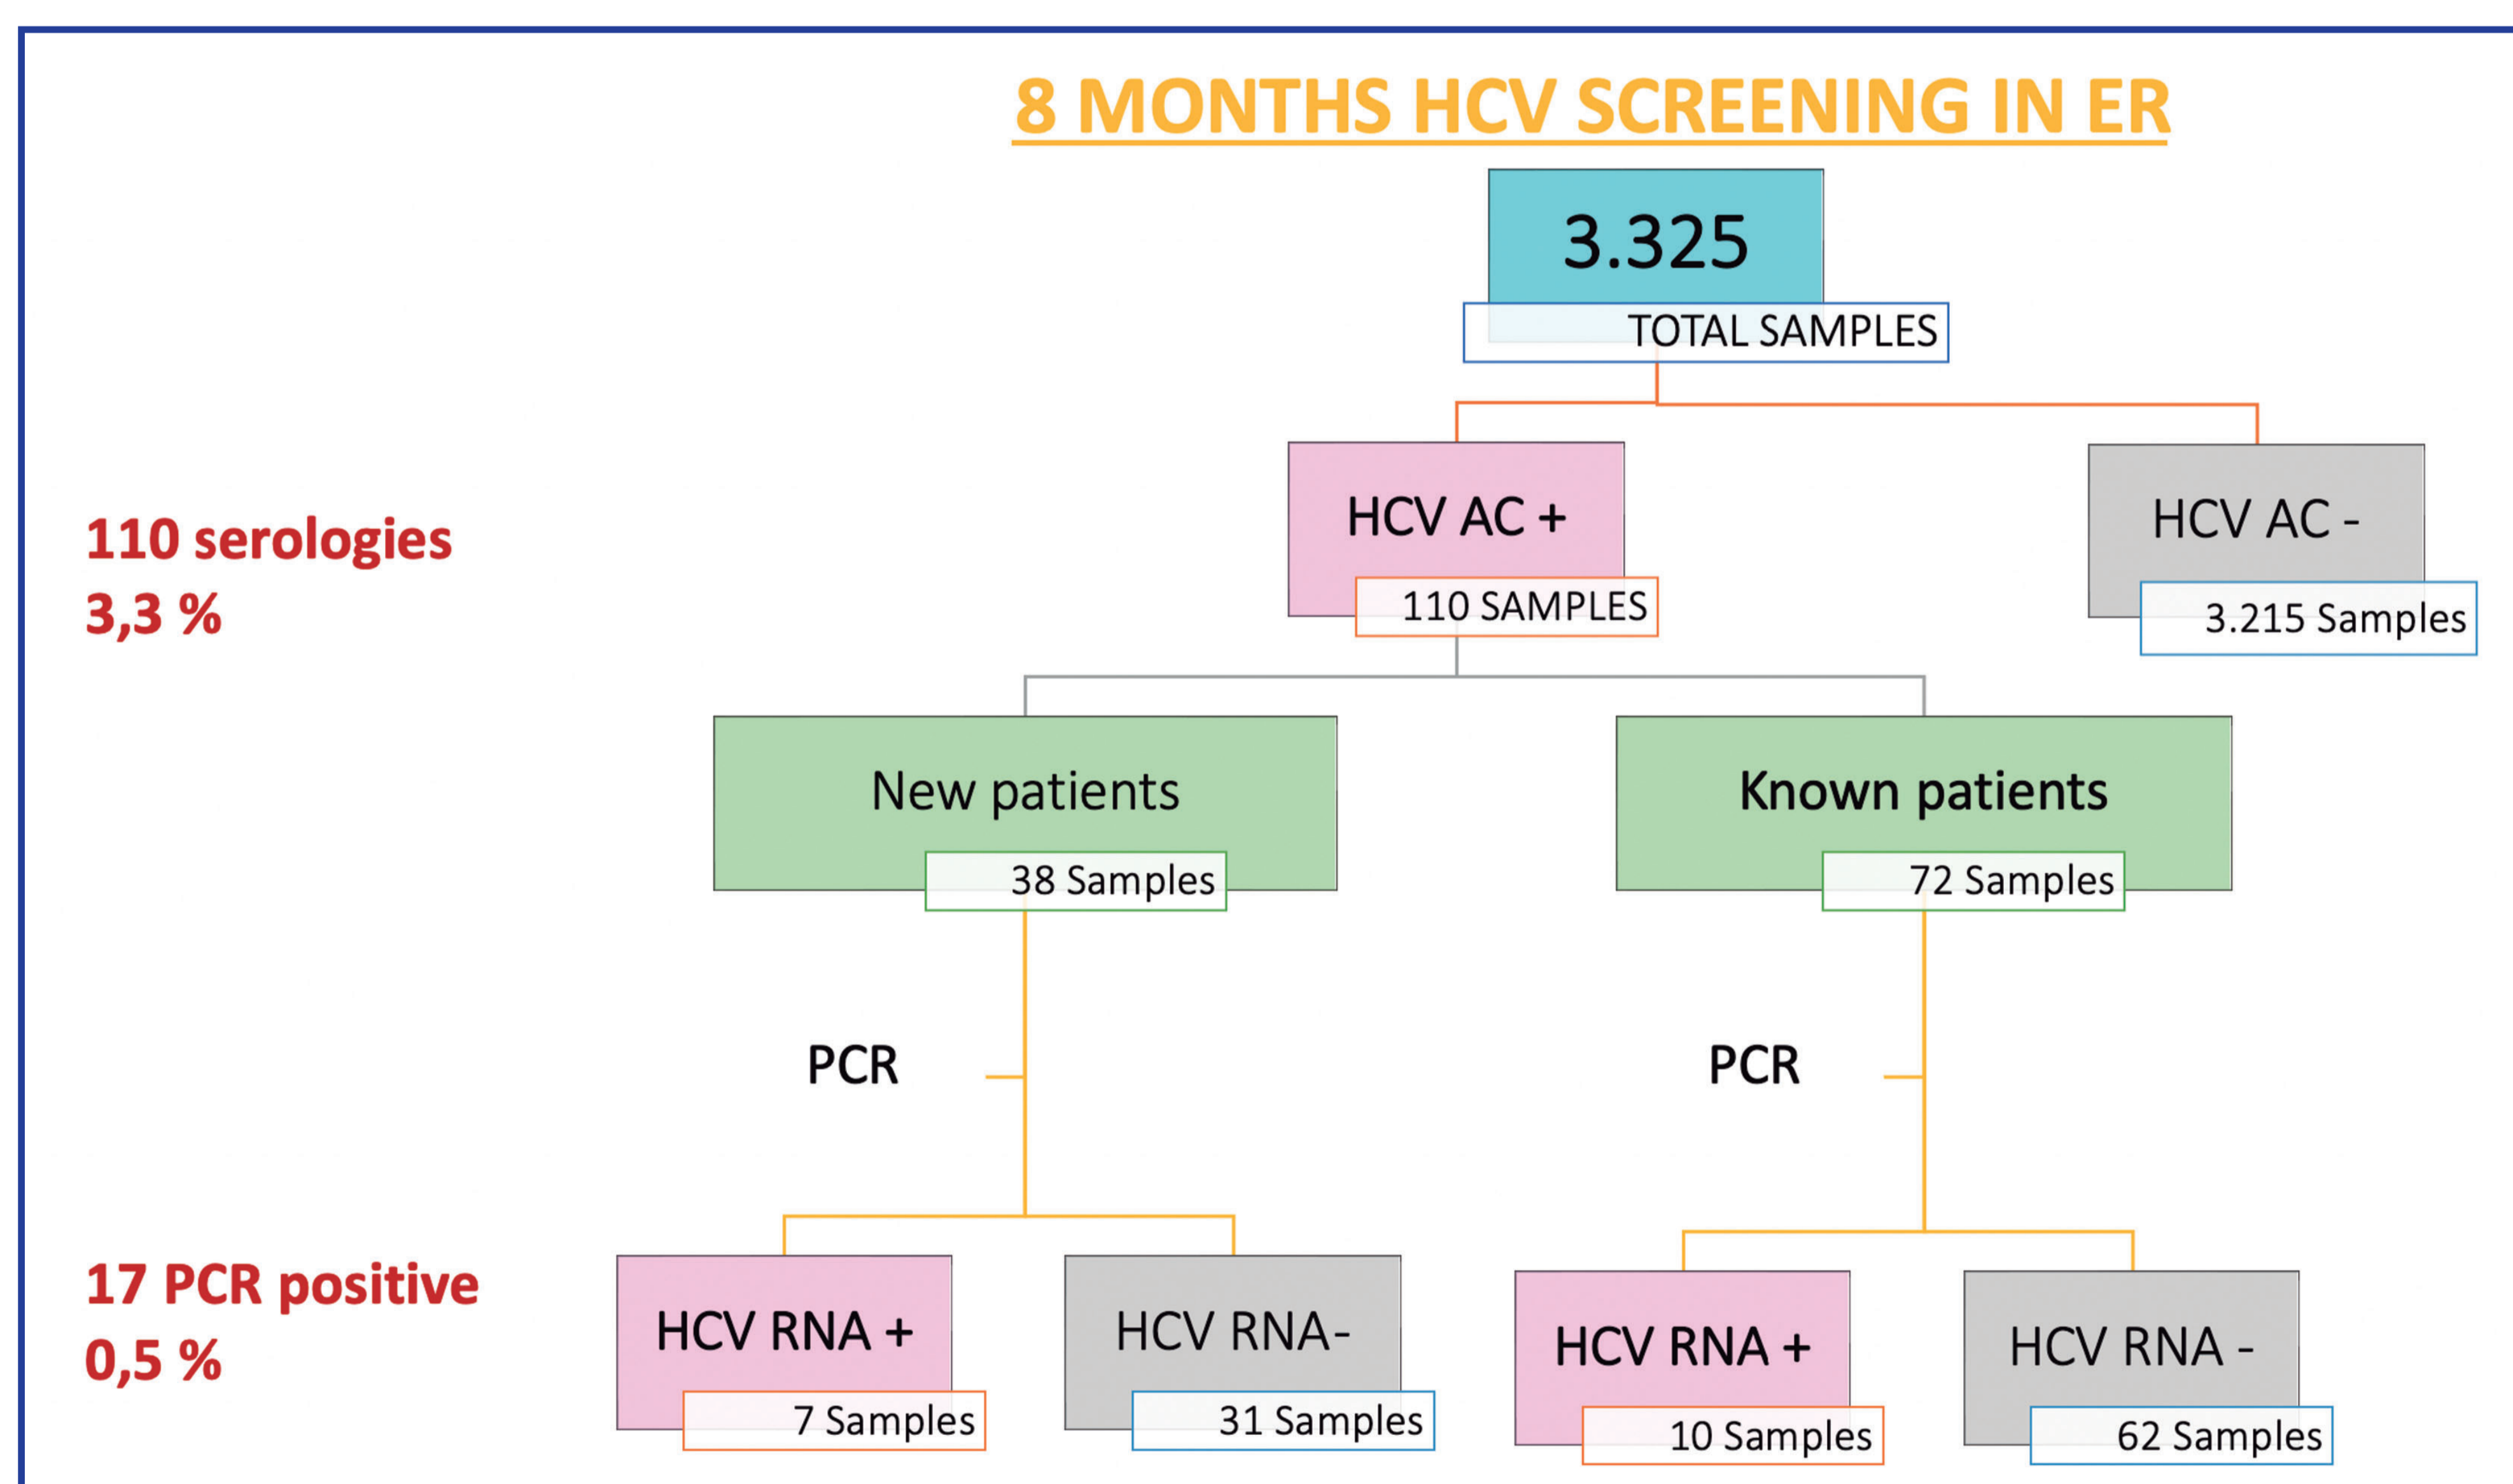 8 MONTHS HCV SCREENING IN ER
3.325
TOTAL SAMPLES
110 serologies
3,3 %
HCV AC +
110 SAMPLES
HCV AC -
3.215 Samples
New patients
38 Samples
Known patients
72 Samples
PCR
PCR
17 PCR positive
0,5 %
HCV RNA +
7 Samples
HCV RNA-
31 Samples
HCV RNA +
10 Samples
HCV RNA -
62 Samples